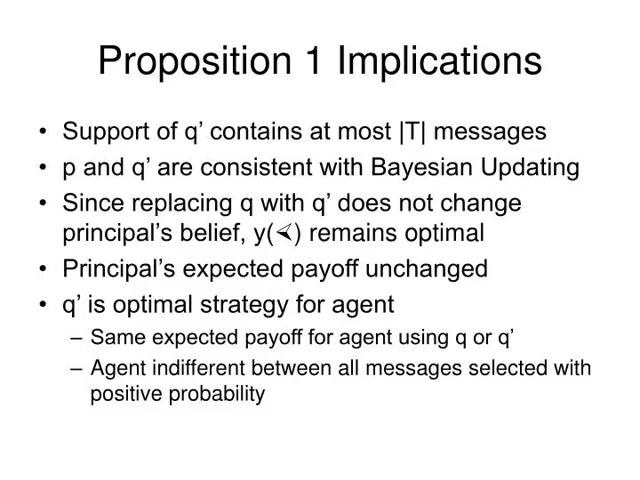 Proposition 1 Implications
• Support of q’ contains at most |T| messages
• p and q’ are consistent with Bayesian Updating
• Since replacing q with q’ does not change
principal’s belief, y(⮘) remains optimal
• Principal’s expected payoff unchanged
• q’ is optimal strategy for agent
– Same expected payoff for agent using q or q’
– Agent indifferent between all messages selected with
positive probability